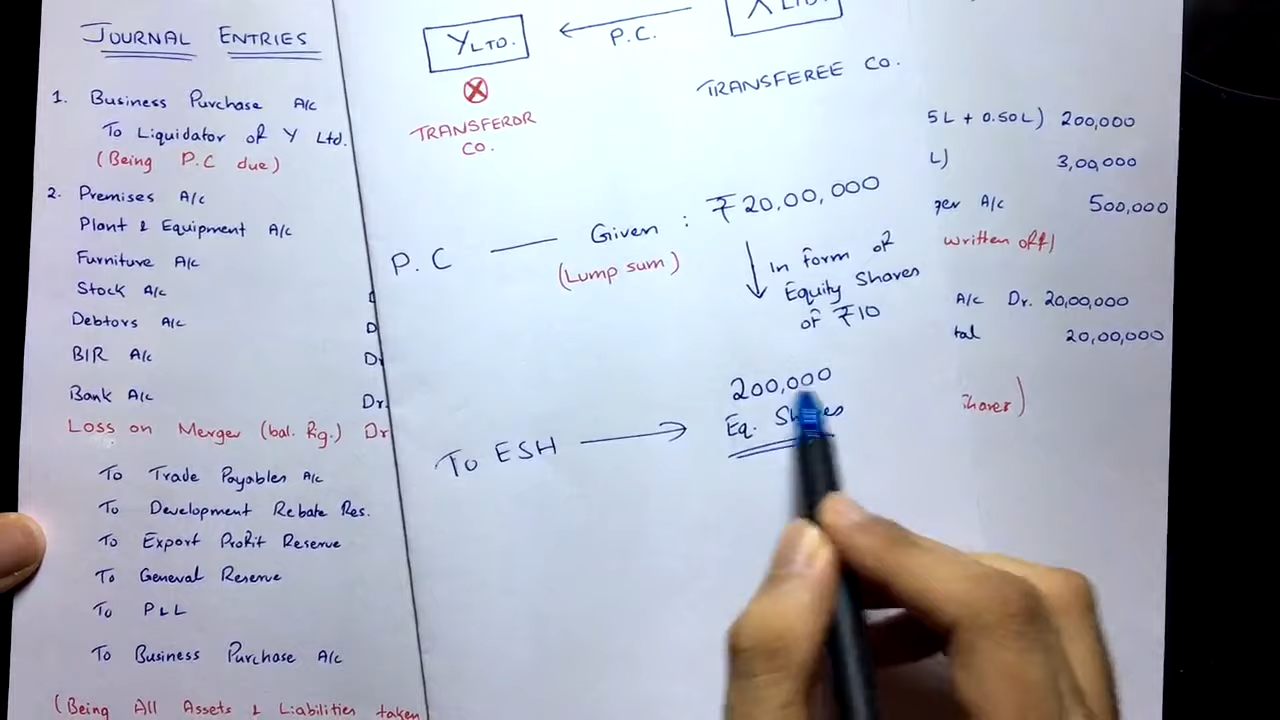 JOURNAL ENTRIES
1. Business Purchase A/c
To Liquidator of Y Ltd.
(Being P.C due)
2. Premises A/c
Plant & Equipment A/c
Furniture A/c
Stock A/c
Debtors A/c D
B/R A/c Dr
Bank A/c Dr.
Loss on Merger (bal. fig.) Dr
To Trade Payables A/c
To Development Rebate Res.
To Export Profit Reserve
To General Reserve
To P&L
To Business Purchase A/c
(Being All Assets & Liabilities taken
Y LTD. P.C. X LTD.
TRANSFEROR CO.
TRANSFEREE CO.
P.C Given : ₹20,00,000
(Lump sum)
In form of
Equity Shares
of ₹10
To ESH 200,000
Eq.
5L + 0.50L) 200,000
L) 3,00,000
A/c 500,000
written off)
A/c Dr. 20,00,000
tal 20,00,000
shares)